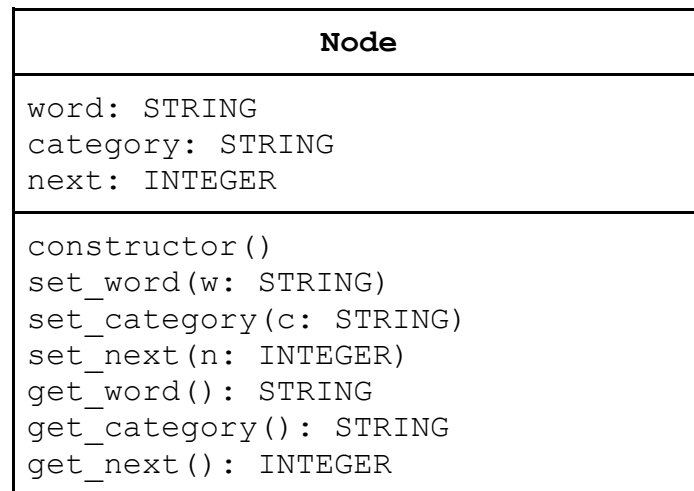 Node
word: STRING
category: STRING
next: INTEGER
constructor()
set_word(w: STRING)
set_category(c: STRING)
set_next(n: INTEGER)
get_word(): STRING
get_category(): STRING
get_next(): INTEGER